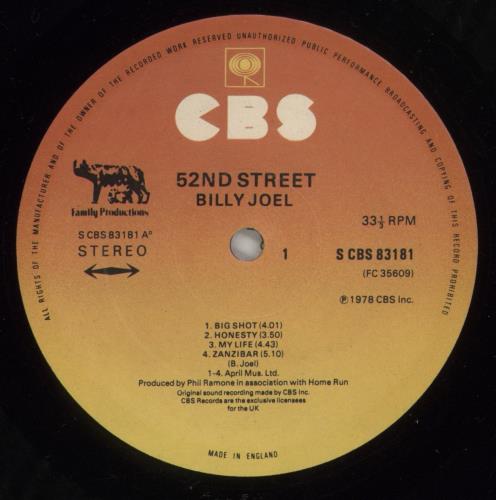 ALL RIGHTS OF THE MANUFACTURER AND OF THE OWNER OF THE RECORDED WORK RESERVED UNAUTHORIZED PUBLIC PERFORMANCE BROADCASTING AND COPYING OF THIS RECORD PROHIBITED
CBS
52ND STREET
BILLY JOEL
Family Productions
S CBS 83181 A⁰
STEREO
33⅓ RPM
1
S CBS 83181
(FC 35609)
℗ 1978 CBS Inc.
1. BIG SHOT (4.01)
2. HONESTY (3.50)
3. MY LIFE (4.43)
4. ZANZIBAR (5.10)
(B. Joel)
1-4. April Mus. Ltd.
Produced by Phil Ramone in association with Home Run
Original sound recording made by CBS Inc.
CBS Records are the exclusive licensees
for the UK
MADE IN ENGLAND